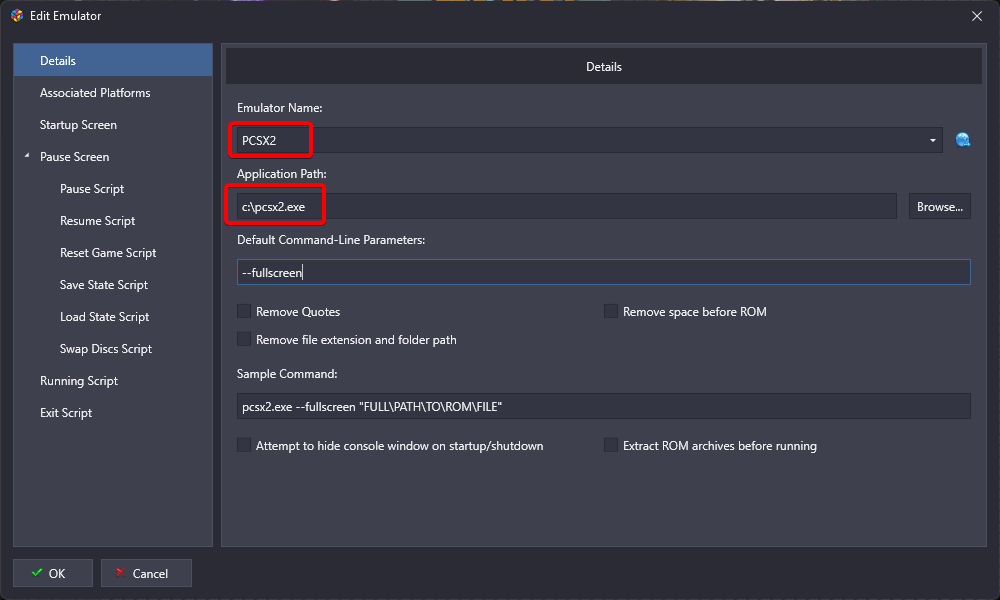 Edit Emulator
Details
Associated Platforms
Startup Screen
Pause Screen
Pause Script
Resume Script
Reset Game Script
Save State Script
Load State Script
Swap Discs Script
Running Script
Exit Script
Details
Emulator Name:
PCSX2
Application Path:
c:\pcsx2.exe
Browse...
Default Command-Line Parameters:
--fullscreen
Remove Quotes
Remove space before ROM
Remove file extension and folder path
Sample Command:
pcsx2.exe --fullscreen "FULL\PATH\TO\ROM\FILE"
Attempt to hide console window on startup/shutdown
Extract ROM archives before running
OK
Cancel